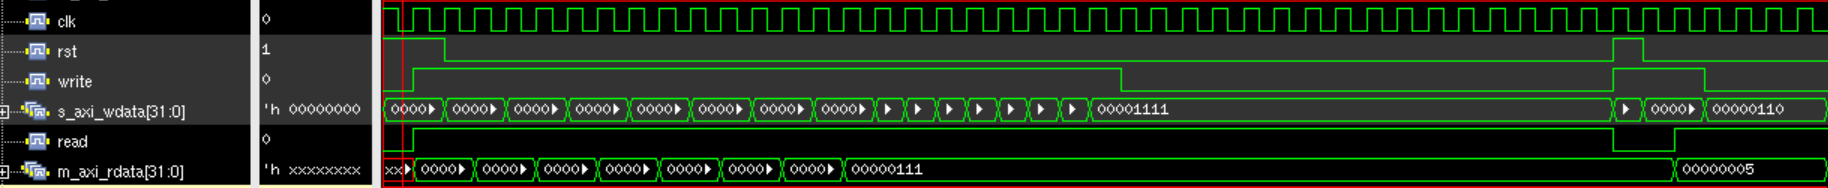 clk 0
rst 1
write 0
s_axi_wdata[31:0] 'h 00000000 0000 0000 0000 0000 0000 0000 0000 0000 00001111 0000 00000110
read 0
m_axi_rdata[31:0] 'h xxxxxxxx xx 0000 0000 0000 0000 0000 0000 0000 00000111 00000005